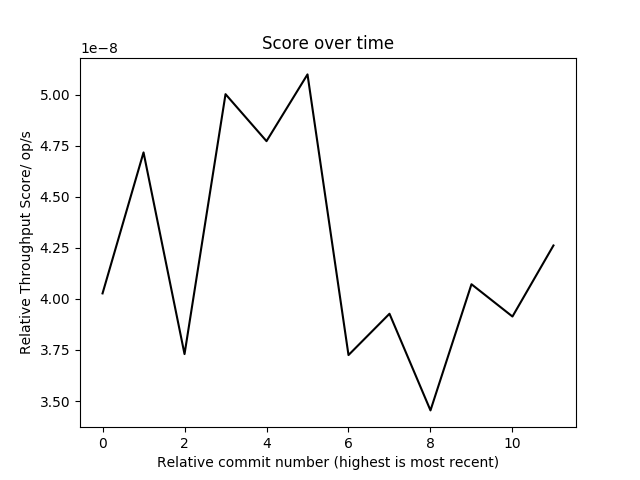 Score over time
1e−8
5.00
4.75
4.50
4.25
4.00
3.75
3.50
Relative Throughput Score/ op/s
0 2 4 6 8 10
Relative commit number (highest is most recent)